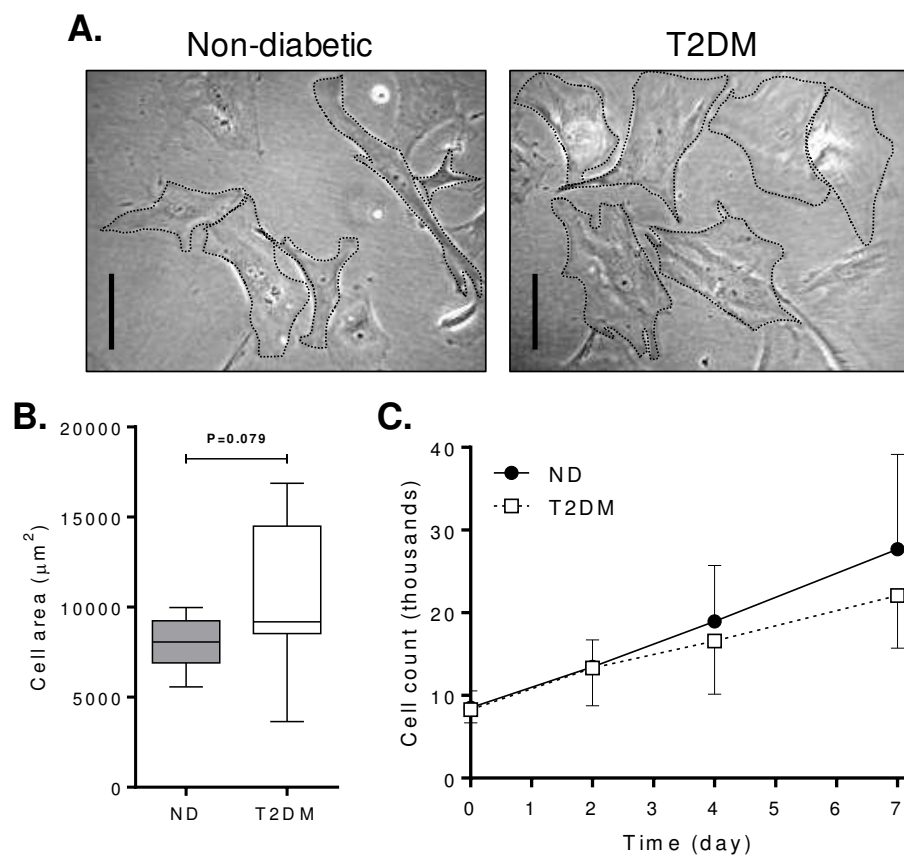 A.
Non-diabetic
T2DM
B.
20000
15000
10000
5000
0
Cell area (μm²)
P=0.079
ND
T2DM
C.
40
30
20
10
0
Cell count (thousands)
ND
T2DM
0 1 2 3 4 5 6 7
Time (day)